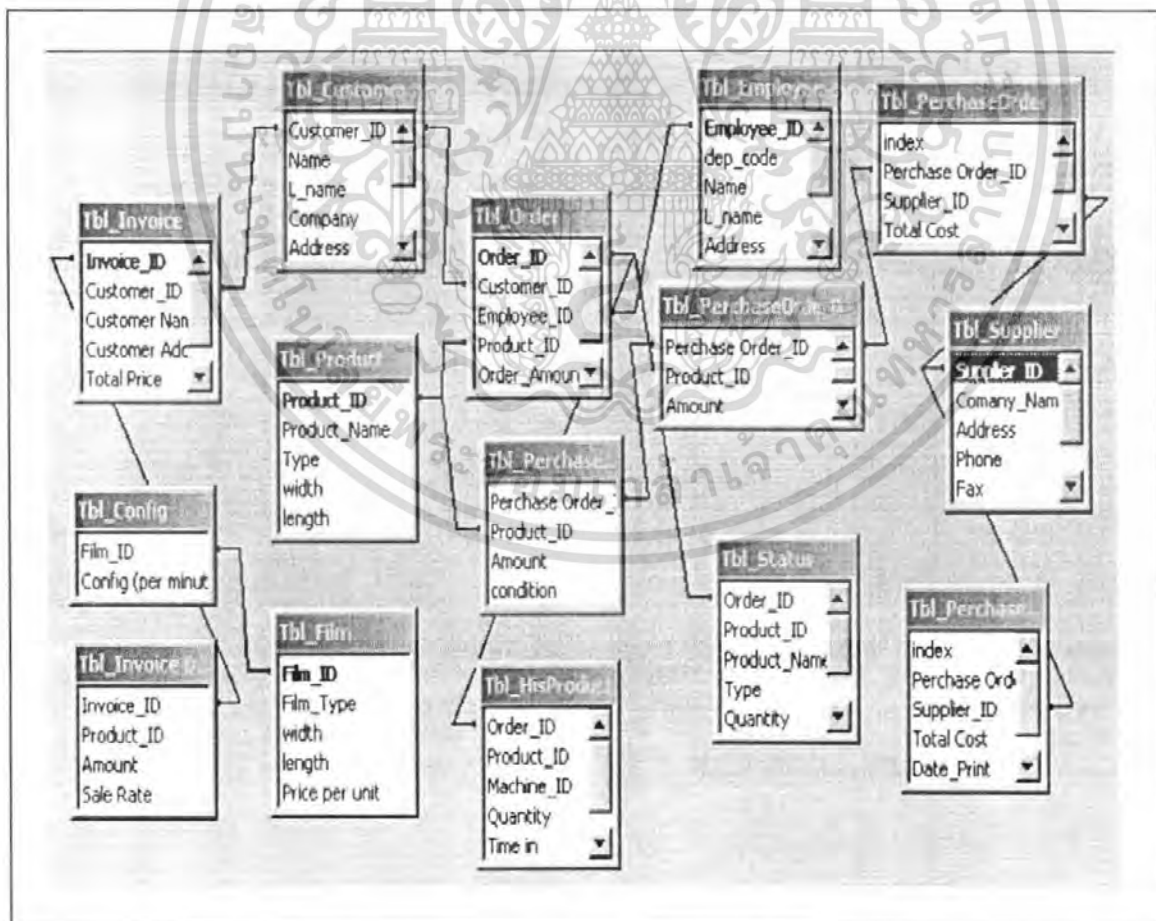 Tbl_Customer
Customer_ID
Name
L_name
Company
Address
Tbl_Employee
Employee_ID
dep_code
Name
L_name
Address
Tbl_PerchaseOrder
index
Perchase Order_ID
Supplier_ID
Total Cost
Tbl_Invoice
Invoice_ID
Customer_ID
Customer Nan
Customer Adc
Total Price
Tbl_Order
Order_ID
Customer_ID
Employee_ID
Product_ID
Order_Amoun
Tbl_PerchaseOrder
Perchase Order_ID
Product_ID
Amount
Tbl_Supplier
Supplier_ID
Comany_Nam
Address
Phone
Fax
Tbl_Product
Product_ID
Product_Name
Type
width
length
Tbl_Perchase...
Perchase Order_
Product_ID
Amount
condition
Tbl_Config
Film_ID
Config (per minut
Tbl_Status
Order_ID
Product_ID
Product_Name
Type
Quantity
Tbl_Perchase...
index
Perchase Ord
Supplier_ID
Total Cost
Date_Print
Tbl_Invoice
Invoice_ID
Product_ID
Amount
Sale Rate
Tbl_Film
Film_ID
Film_Type
width
length
Price per unit
Tbl_HisProduc
Order_ID
Product_ID
Machine_ID
Quantity
Time in